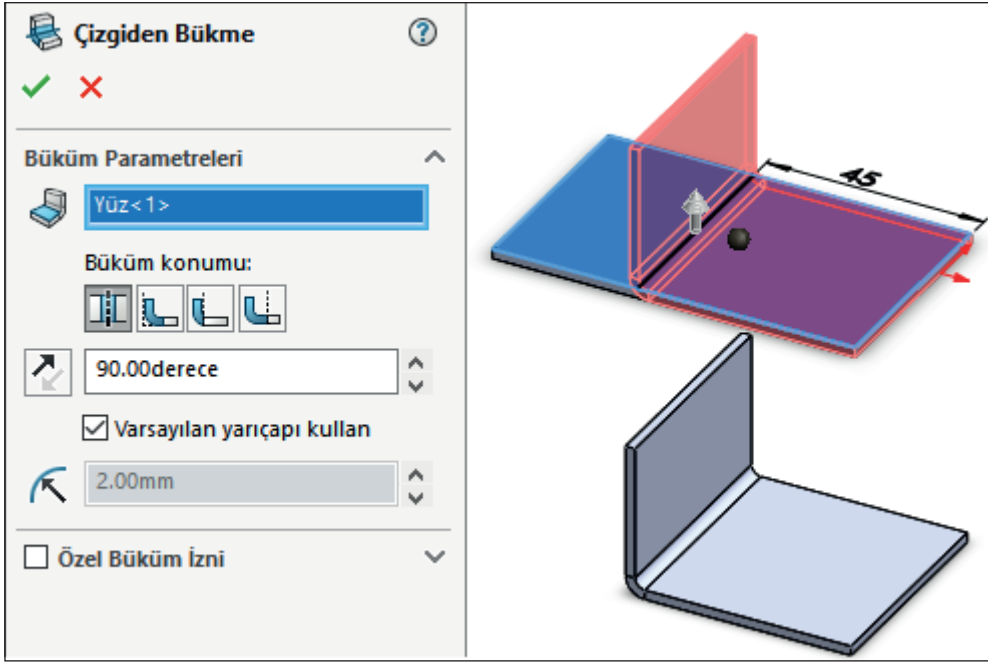 Çizgiden Bükme
?
Büküm Parametreleri
Yüz<1>
Büküm konumu:
90.00derece
Varsayılan yarıçapı kullan
2.00mm
Özel Büküm İzni
45